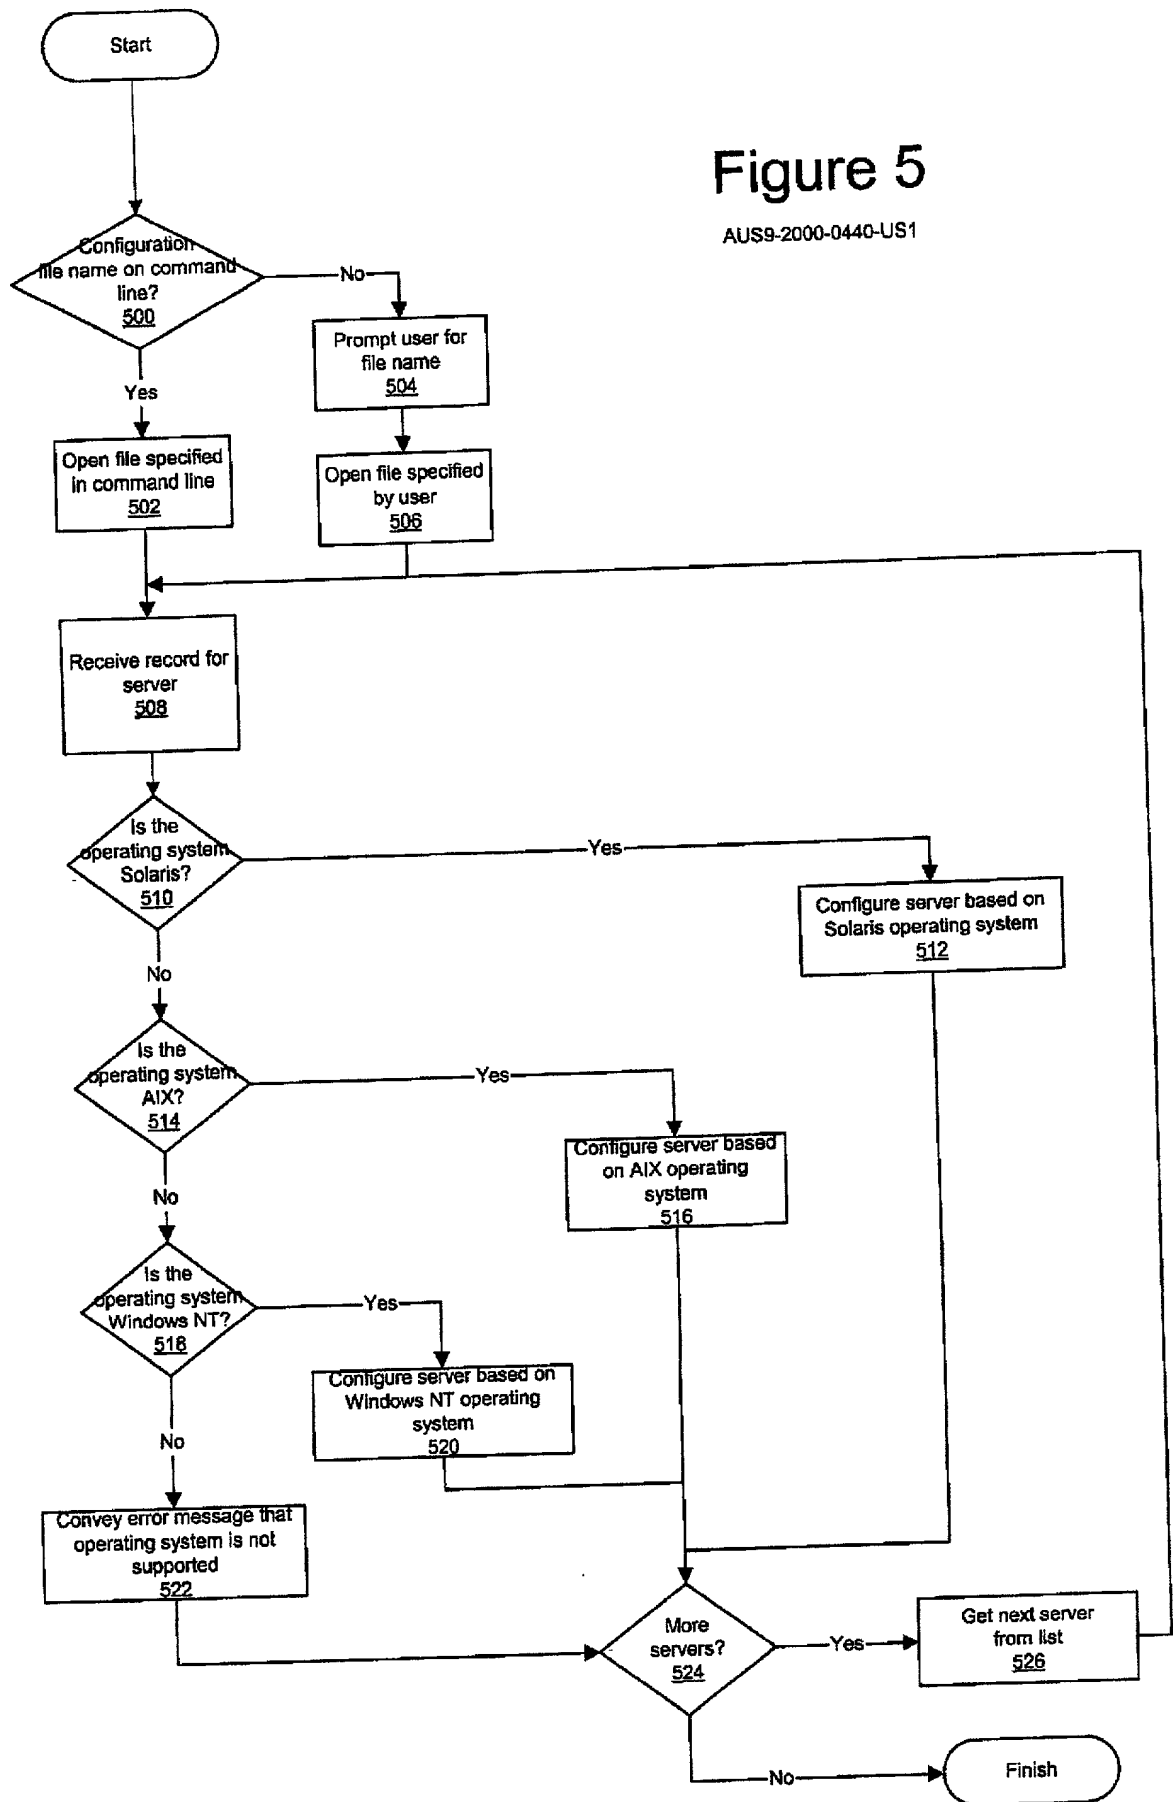 Start
Figure 5
AUS9-2000-0440-US1
Configuration
file name on command
line?
500
No
Prompt user for
file name
504
Yes
Open file specified
in command line
502
Open file specified
by user
506
Receive record for
server
508
Is the
operating system
Solaris?
510
Yes
Configure server based on
Solaris operating system
512
No
Is the
operating system
AIX?
514
Yes
Configure server based
on AIX operating
system
516
No
Is the
operating system
Windows NT?
518
Yes
Configure server based on
Windows NT operating
system
520
No
Convey error message that
operating system is not
supported
522
More
servers?
524
Yes
Get next server
from list
526
No
Finish